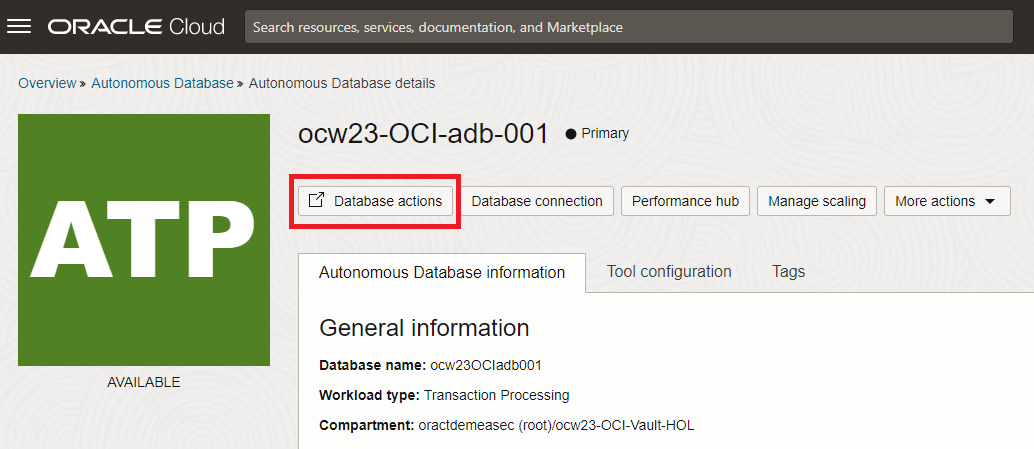 ORACLE Cloud
Search resources, services, documentation, and Marketplace
Overview » Autonomous Database » Autonomous Database details
ATP
AVAILABLE
ocw23-OCI-adb-001 ● Primary
Database actions
Database connection
Performance hub
Manage scaling
More actions
Autonomous Database information
Tool configuration
Tags
General information
Database name: ocw23OCIadb001
Workload type: Transaction Processing
Compartment: oractdemeasec (root)/ocw23-OCI-Vault-HOL